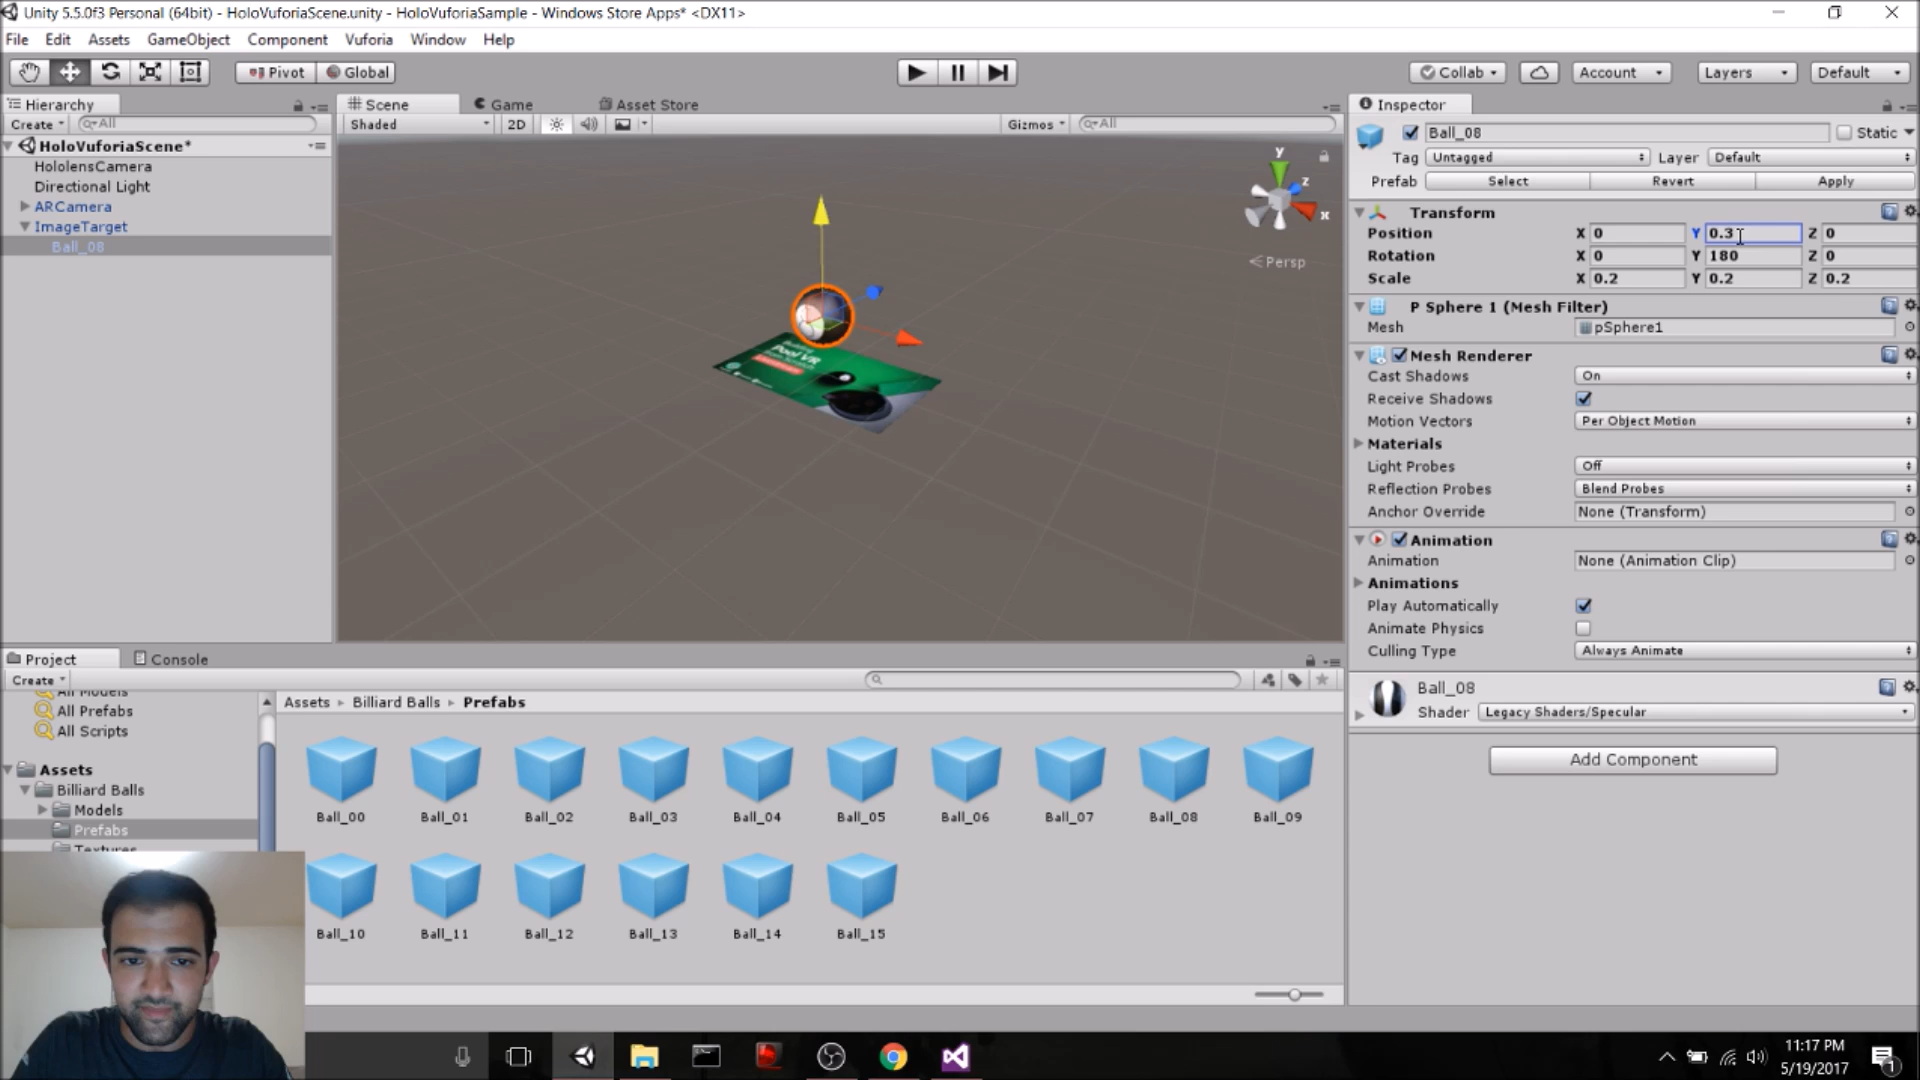 Unity 5.5.0f3 Personal (64bit) - HoloVuforiaScene.unity - HoloVuforiaSample - Windows Store Apps* <DX11>
File Edit Assets GameObject Component Vuforia Window Help
Pivot Global Collab Account Layers Default
Hierarchy
Create All
HoloVuforiaScene*
HololensCamera
Directional Light
ARCamera
ImageTarget
Ball_08
Scene Game Asset Store
Shaded 2D Gizmos All
y
z
x
Persp
Pool VR
Inspector
Ball_08 Static
Tag Untagged Layer Default
Prefab Select Revert Apply
Transform
Position X 0 Y 0.3 Z 0
Rotation X 0 Y 180 Z 0
Scale X 0.2 Y 0.2 Z 0.2
P Sphere 1 (Mesh Filter)
Mesh pSphere1
Mesh Renderer
Cast Shadows On
Receive Shadows
Motion Vectors Per Object Motion
Materials
Light Probes Off
Reflection Probes Blend Probes
Anchor Override None (Transform)
Animation
Animation None (Animation Clip)
Animations
Play Automatically
Animate Physics
Culling Type Always Animate
Ball_08
Shader Legacy Shaders/Specular
Add Component
Project Console
Create
All Models
All Prefabs
All Scripts
Assets
Billiard Balls
Models
Prefabs
Textures
Assets Billiard Balls Prefabs
Ball_00 Ball_01 Ball_02 Ball_03 Ball_04 Ball_05 Ball_06 Ball_07 Ball_08 Ball_09
Ball_10 Ball_11 Ball_12 Ball_13 Ball_14 Ball_15
11:17 PM
5/19/2017
1